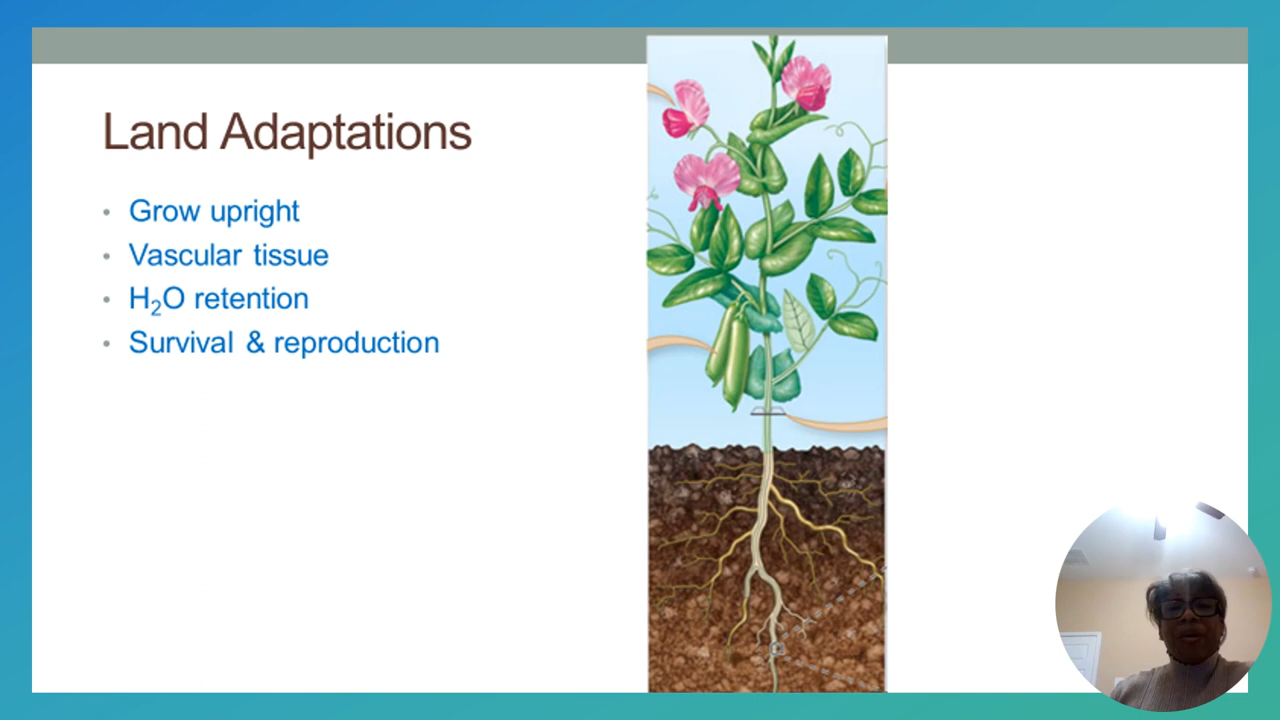 Land Adaptations
• Grow upright
• Vascular tissue
• H₂O retention
• Survival & reproduction